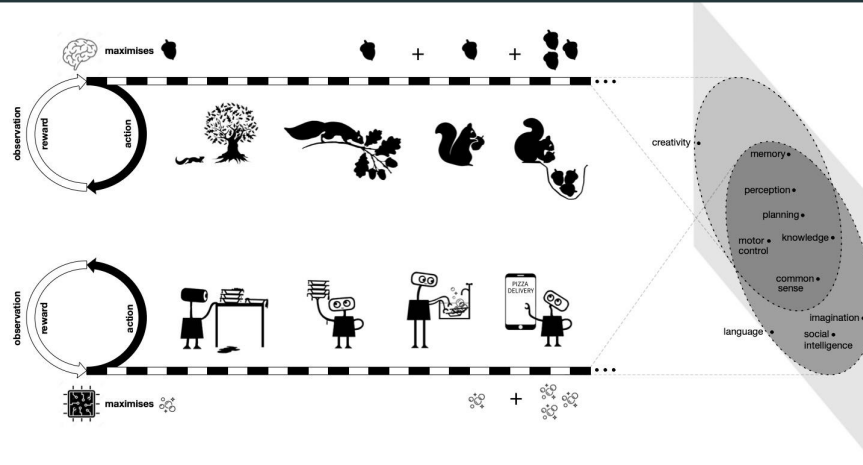 maximises
+
+
observation
reward
action
creativity
memory
perception
planning
motor
control
knowledge
common
sense
imagination
language
social
intelligence
observation
reward
action
PIZZA
DELIVERY
maximises
+